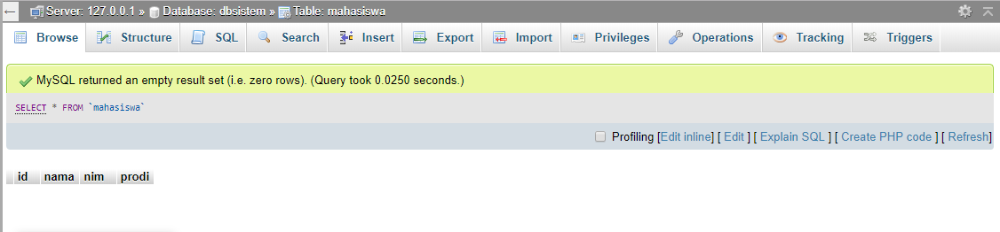 Server: 127.0.0.1 » Database: dbsistem » Table: mahasiswa
Browse Structure SQL Search Insert Export Import Privileges Operations Tracking Triggers
MySQL returned an empty result set (i.e. zero rows). (Query took 0.0250 seconds.)
SELECT * FROM `mahasiswa`
Profiling [Edit inline] [ Edit ] [ Explain SQL ] [ Create PHP code ] [ Refresh]
id nama nim prodi